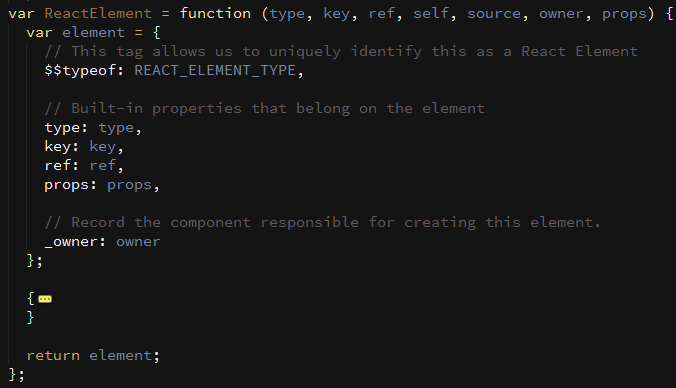 var ReactElement = function (type, key, ref, self, source, owner, props) {
  var element = {
    // This tag allows us to uniquely identify this as a React Element
    $$typeof: REACT_ELEMENT_TYPE,

    // Built-in properties that belong on the element
    type: type,
    key: key,
    ref: ref,
    props: props,

    // Record the component responsible for creating this element.
    _owner: owner
  };

  {…
  }

  return element;
};